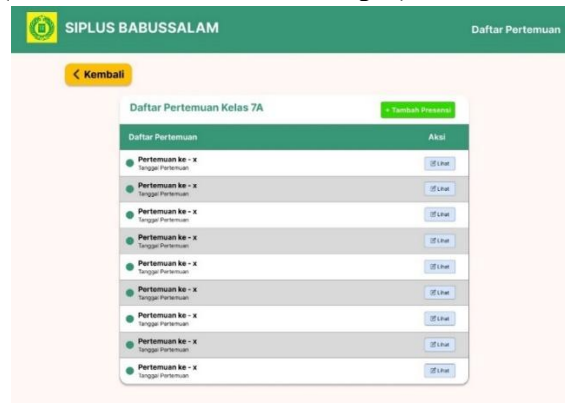 SIPLUS BABUSSALAM
Daftar Pertemuan
Kembali
Daftar Pertemuan Kelas 7A
+ Tambah Presensi
Daftar Pertemuan
Aksi
Pertemuan ke - x
Tanggal Pertemuan
Lihat
Pertemuan ke - x
Tanggal Pertemuan
Lihat
Pertemuan ke - x
Tanggal Pertemuan
Lihat
Pertemuan ke - x
Tanggal Pertemuan
Lihat
Pertemuan ke - x
Tanggal Pertemuan
Lihat
Pertemuan ke - x
Tanggal Pertemuan
Lihat
Pertemuan ke - x
Tanggal Pertemuan
Lihat
Pertemuan ke - x
Tanggal Pertemuan
Lihat
Pertemuan ke - x
Tanggal Pertemuan
Lihat